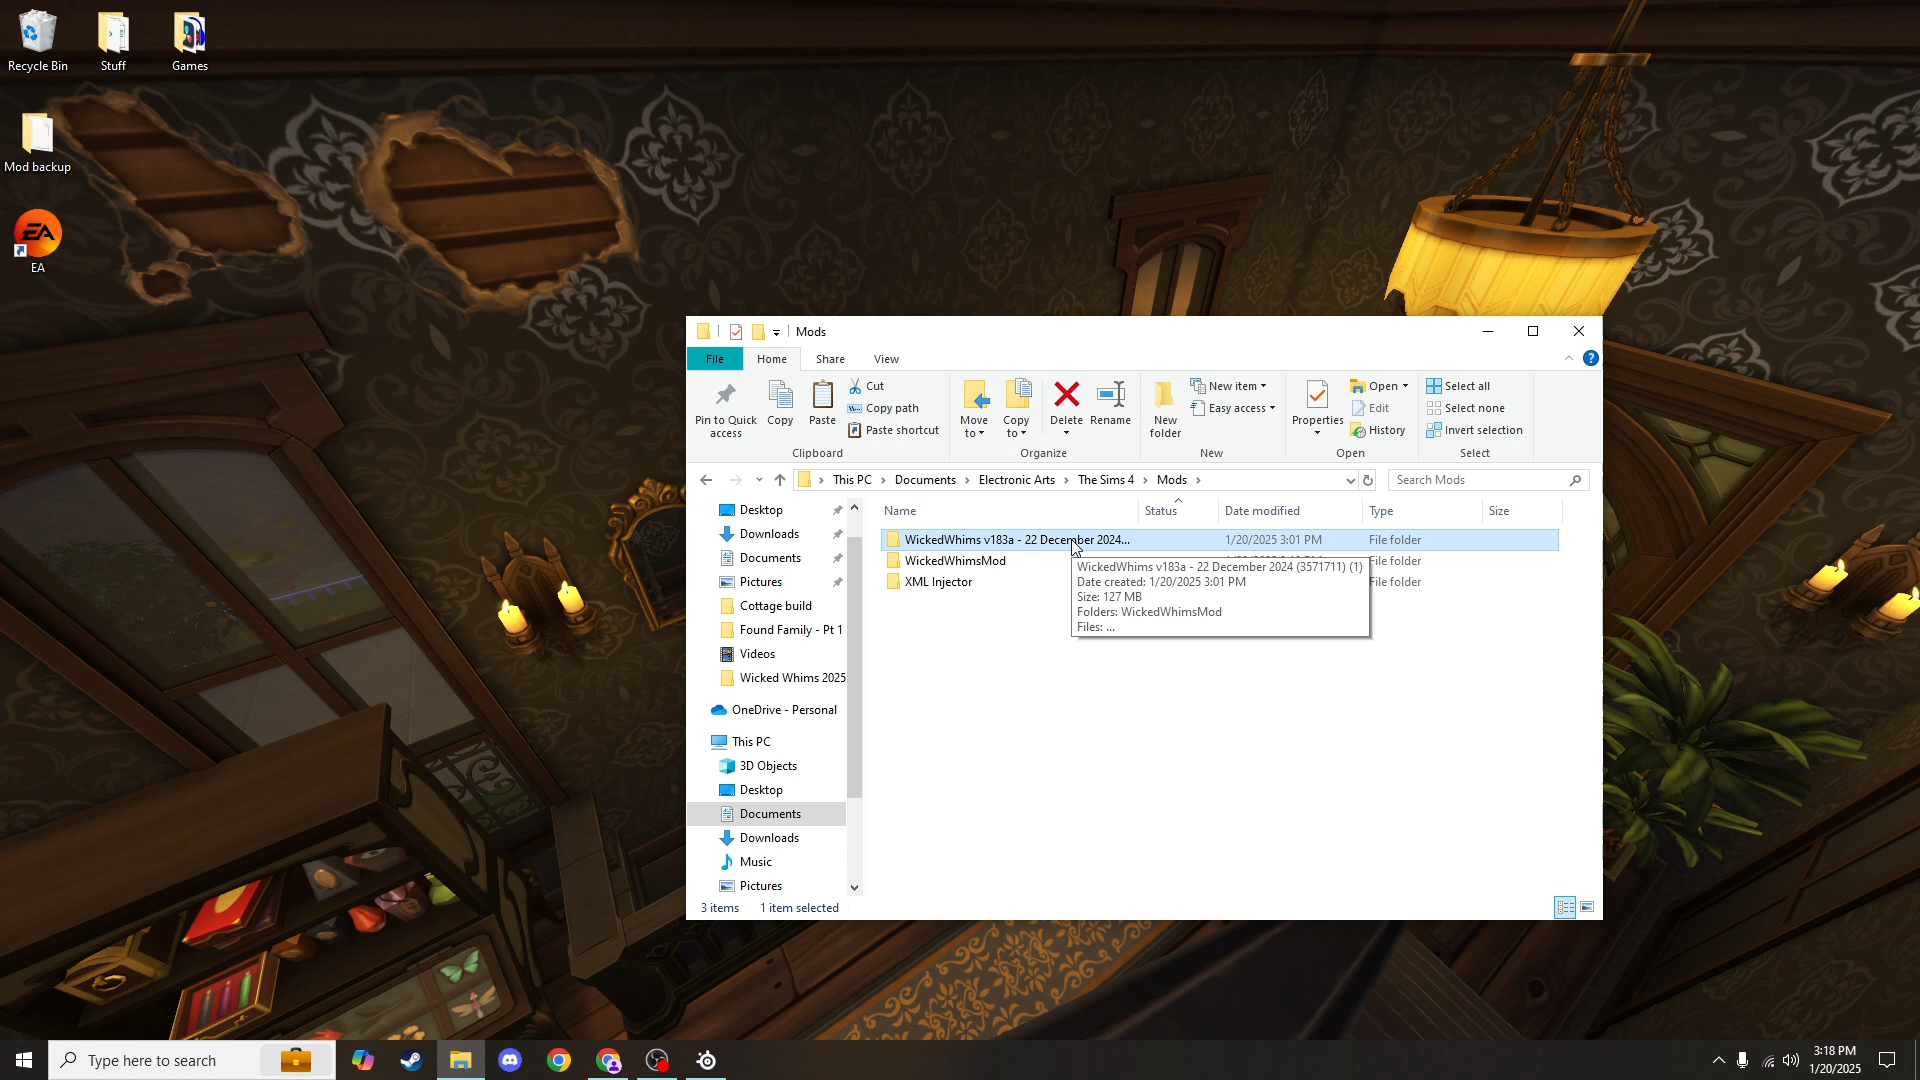 Recycle Bin
Stuff
Games
Mod backup
EA
EA
Mods
File
Home
Share
View
Pin to Quick access
Copy
Paste
Cut
Copy path
Paste shortcut
Clipboard
Move to
Copy to
Delete
Rename
Organize
New folder
New item
Easy access
New
Properties
Open
Edit
History
Open
Select all
Select none
Invert selection
Select
This PC > Documents > Electronic Arts > The Sims 4 > Mods >
Search Mods
Name
Status
Date modified
Type
Size
WickedWhims v183a - 22 December 2024... 1/20/2025 3:01 PM File folder
WickedWhimsMod File folder
XML Injector File folder
WickedWhims v183a - 22 December 2024 (3571711) (1)
Date created: 1/20/2025 3:01 PM
Size: 127 MB
Folders: WickedWhimsMod
Files: ...
Desktop
Downloads
Documents
Pictures
Cottage build
Found Family - Pt 1
Videos
Wicked Whims 2025
OneDrive - Personal
This PC
3D Objects
Desktop
Documents
Downloads
Music
Pictures
3 items
1 item selected
Type here to search
3:18 PM
1/20/2025